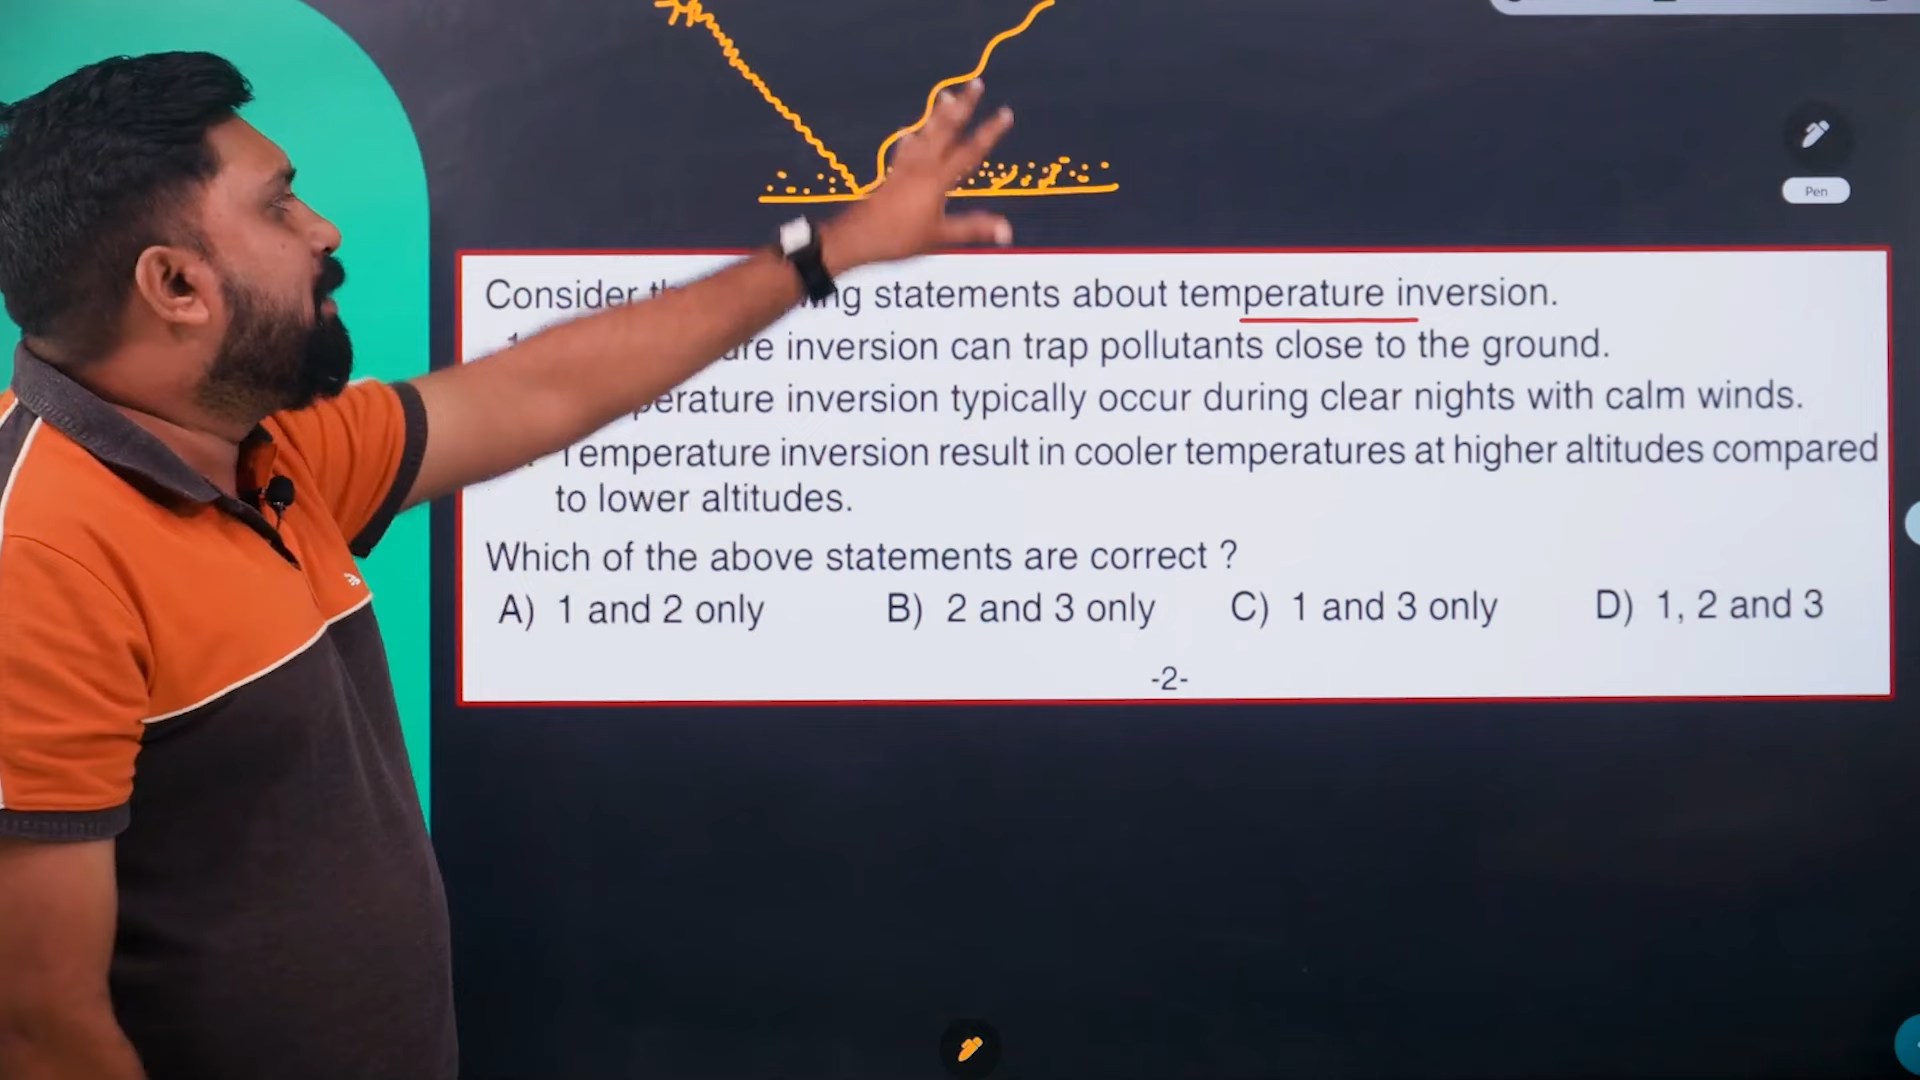 Pen
Consider ng statements about temperature inversion.
inversion can trap pollutants close to the ground.
perature inversion typically occur during clear nights with calm winds.
Temperature inversion result in cooler temperatures at higher altitudes compared
to lower altitudes.
Which of the above statements are correct ?
A) 1 and 2 only B) 2 and 3 only C) 1 and 3 only D) 1, 2 and 3
-2-